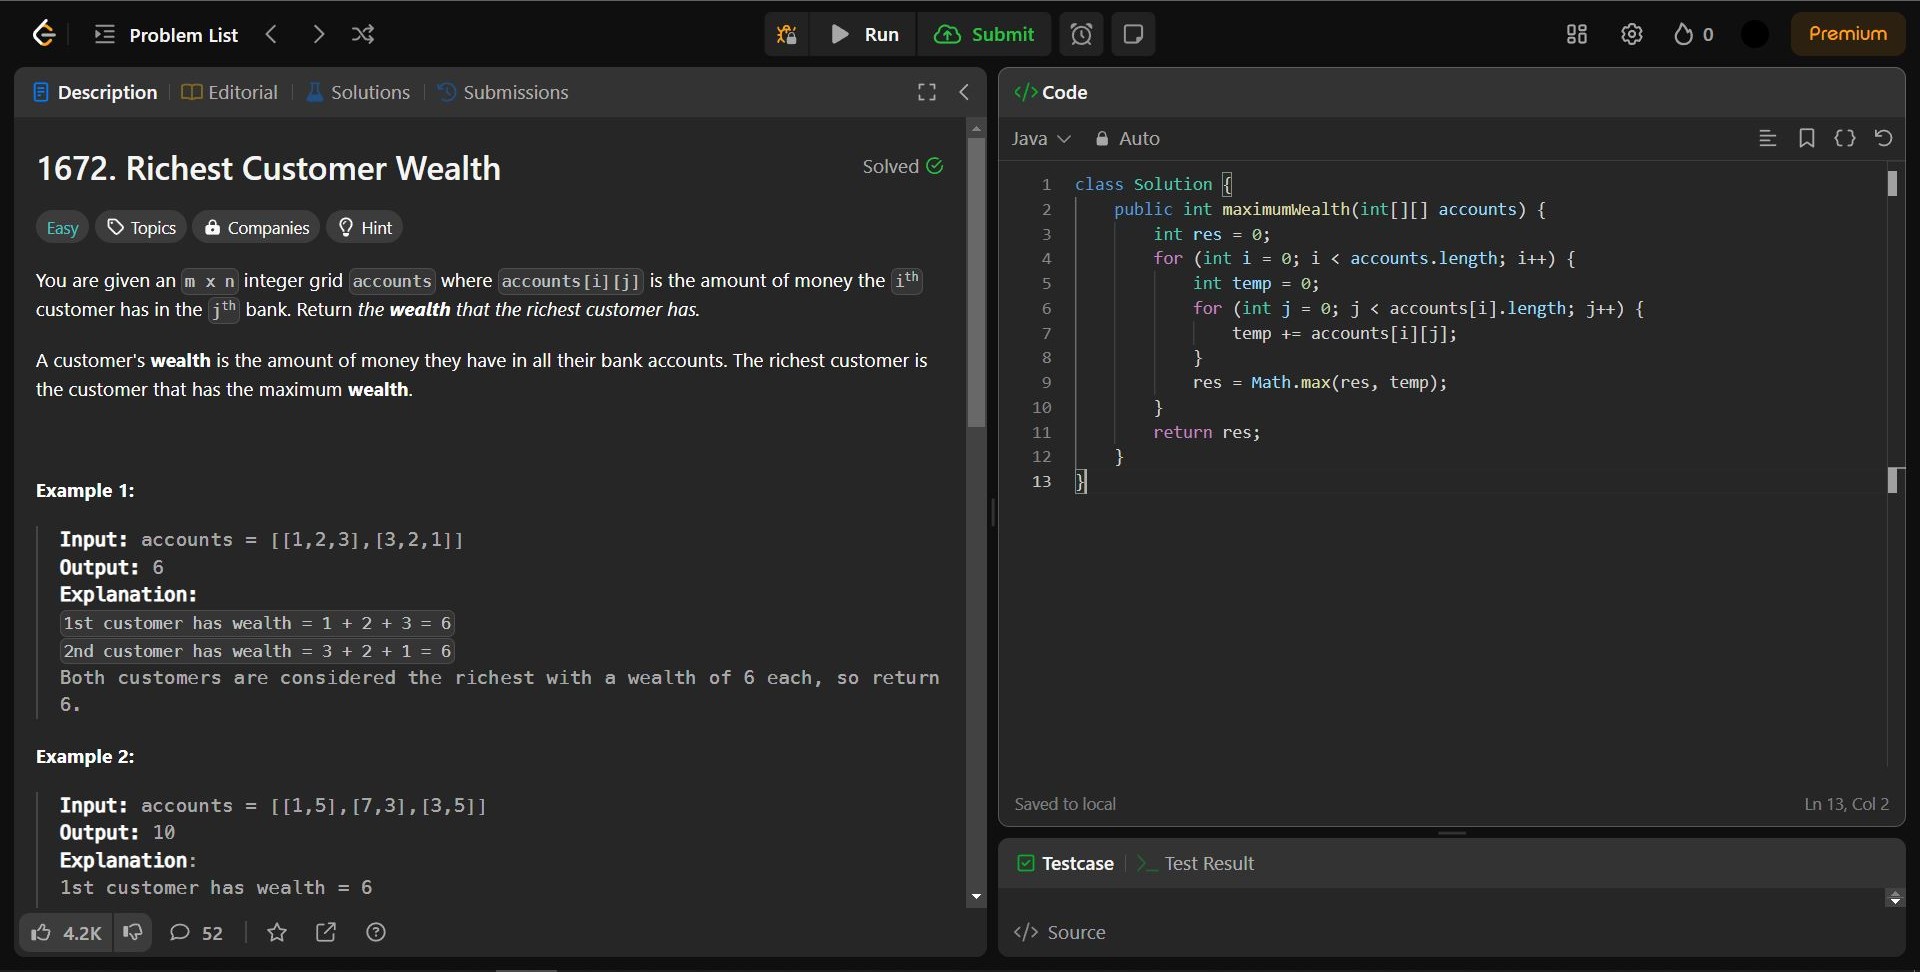 Problem List
Run
Submit
0
Premium
Description
Editorial
Solutions
Submissions
1672. Richest Customer Wealth
Solved
Easy
Topics
Companies
Hint
You are given an m x n integer grid accounts where accounts[i][j] is the amount of money the ith
customer has in the jth bank. Return the wealth that the richest customer has.
A customer's wealth is the amount of money they have in all their bank accounts. The richest customer is
the customer that has the maximum wealth.
Example 1:
Input: accounts = [[1,2,3],[3,2,1]]
Output: 6
Explanation:
1st customer has wealth = 1 + 2 + 3 = 6
2nd customer has wealth = 3 + 2 + 1 = 6
Both customers are considered the richest with a wealth of 6 each, so return
6.
Example 2:
Input: accounts = [[1,5],[7,3],[3,5]]
Output: 10
Explanation:
1st customer has wealth = 6
4.2K
52
</> Code
Java
Auto
1 class Solution {
2     public int maximumWealth(int[][] accounts) {
3         int res = 0;
4         for (int i = 0; i < accounts.length; i++) {
5             int temp = 0;
6             for (int j = 0; j < accounts[i].length; j++) {
7                 temp += accounts[i][j];
8             }
9             res = Math.max(res, temp);
10         }
11         return res;
12     }
13 }
Saved to local
Ln 13, Col 2
Testcase
Test Result
</> Source